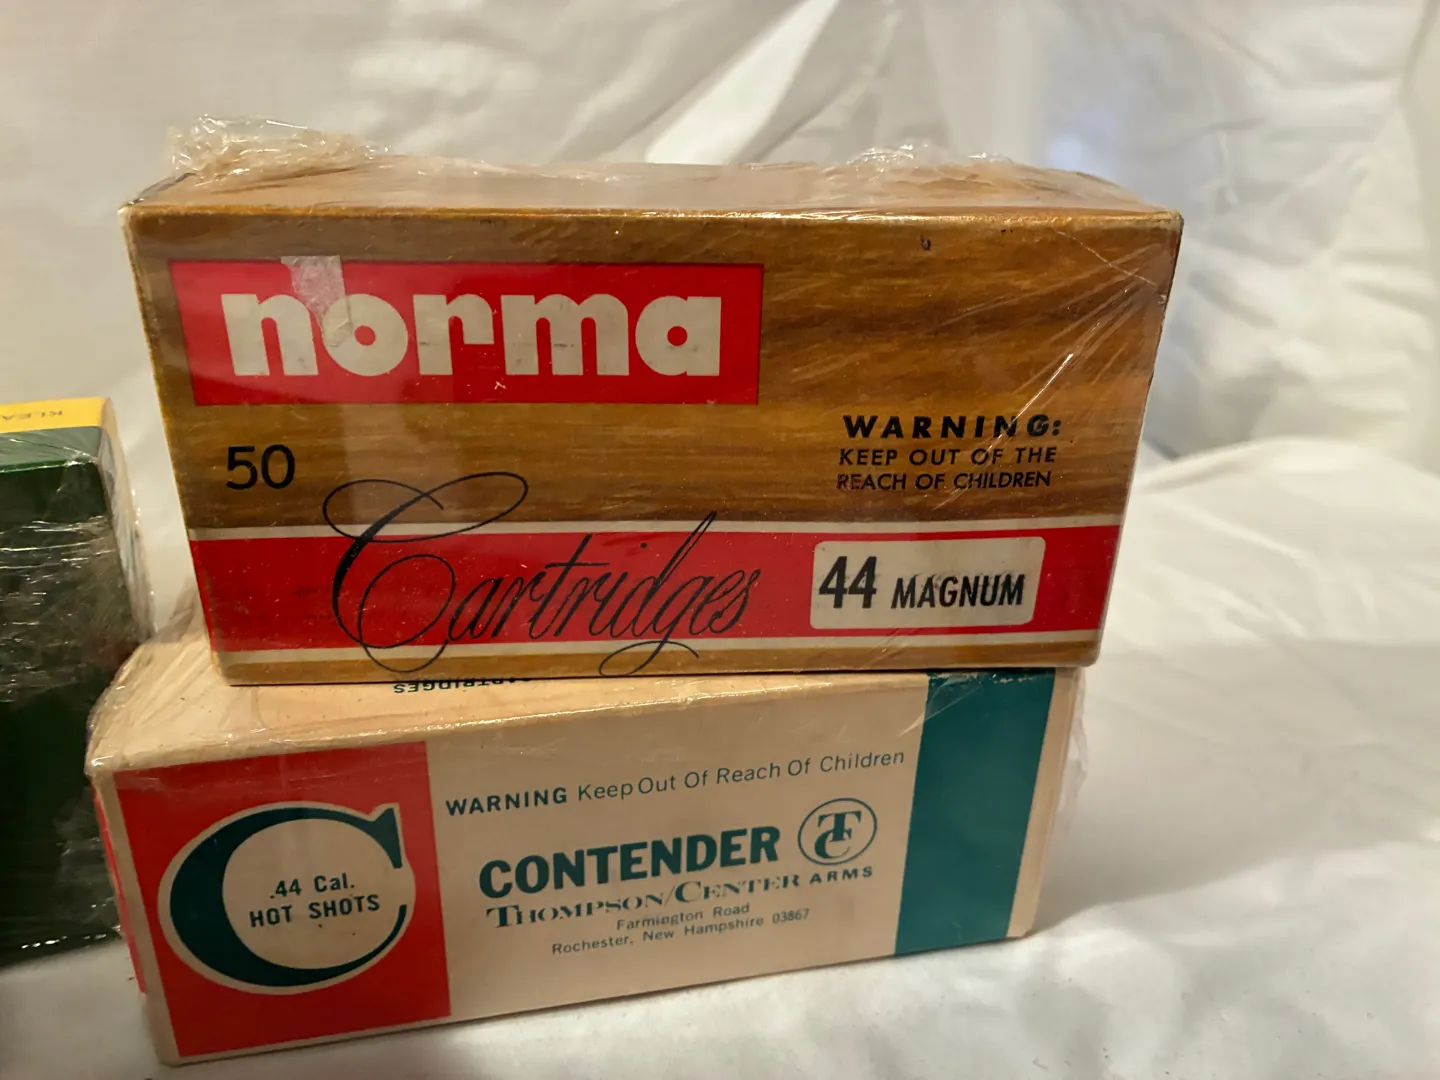 norma
50
WARNING:
KEEP OUT OF THE
REACH OF CHILDREN
Cartridges
44 MAGNUM
WARNING Keep Out Of Reach Of Children
.44 Cal.
HOT SHOTS
CONTENDER
TC
THOMPSON/CENTER ARMS
Farmington Road
Rochester, New Hampshire 03867